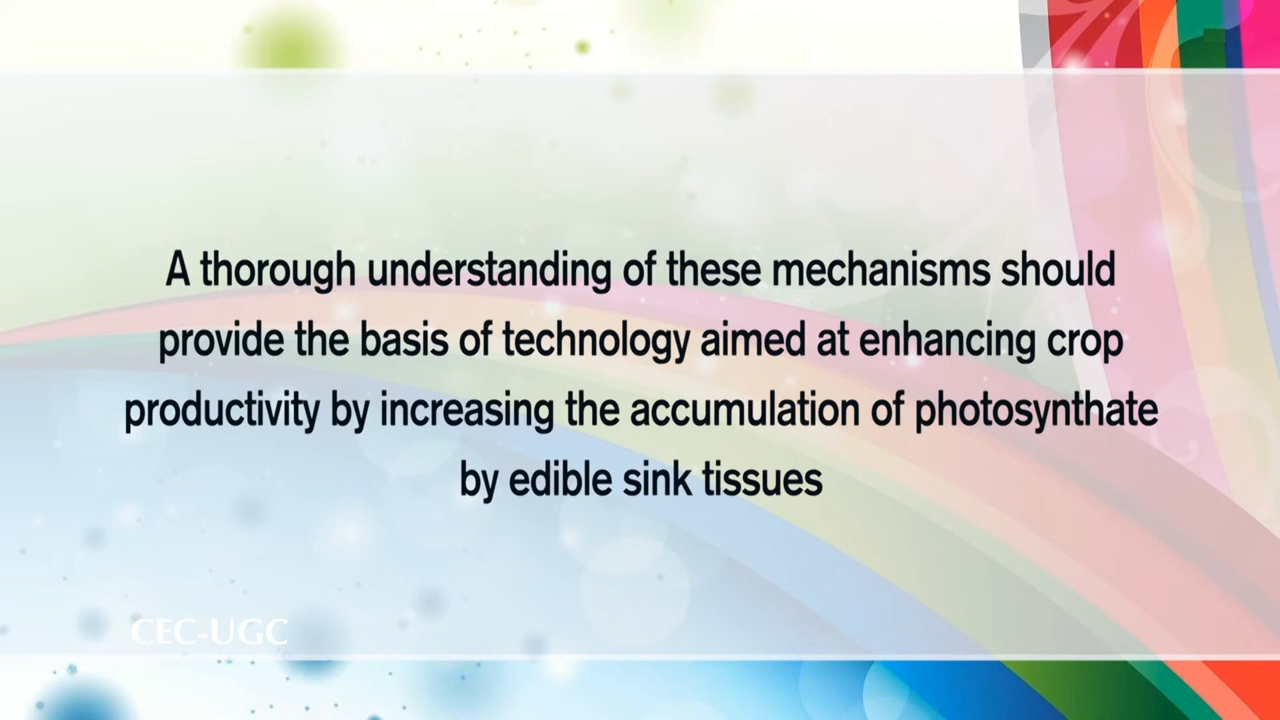 A thorough understanding of these mechanisms should
provide the basis of technology aimed at enhancing crop
productivity by increasing the accumulation of photosynthate
by edible sink tissues
CEC-UGC